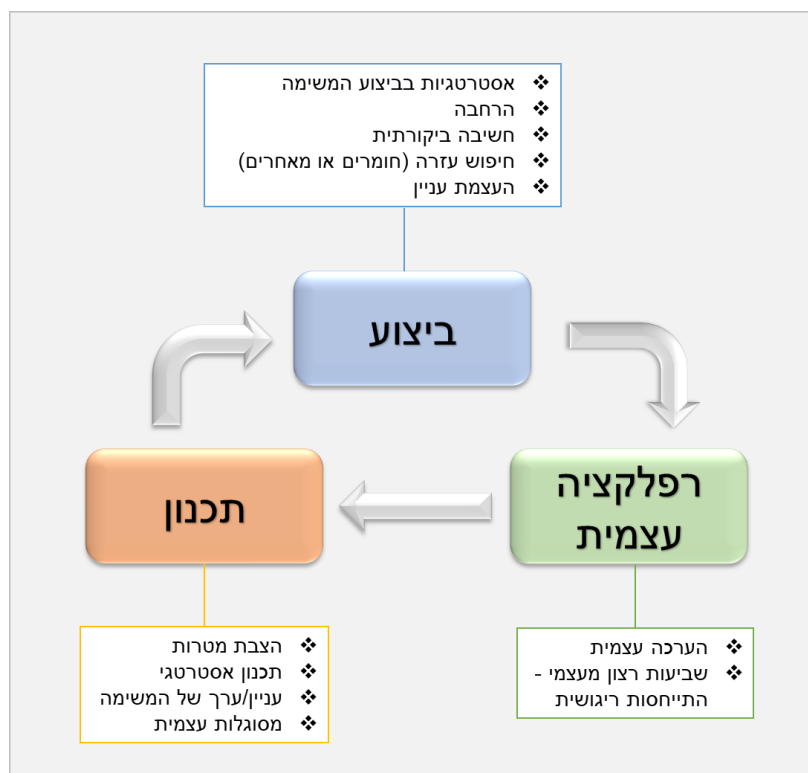 ❖ אסטרטגיות בביצוע המשימה
❖ הרחבה
❖ חשיבה ביקורתית
❖ חיפוש עזרה (חומרים או מאחרים)
❖ העצמת עניין
ביצוע
רפלקציה
עצמית
תכנון
❖ הערכה עצמית
❖ שביעות רצון מעצמי -
התייחסות ריגושית
❖ הצבת מטרות
❖ תכנון אסטרטגי
❖ עניין/ערך של המשימה
❖ מסוגלות עצמית